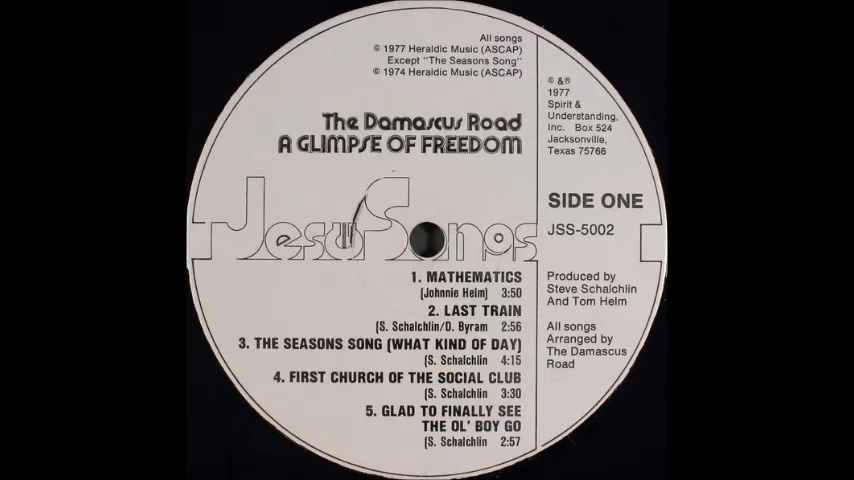 All songs
© 1977 Heraldic Music (ASCAP)
Except "The Seasons Song"
© 1974 Heraldic Music (ASCAP)
The Damascus Road
A GLIMPSE OF FREEDOM
© & ℗
1977
Spirit &
Understanding,
Inc. Box 524
Jacksonville,
Texas 75766
SIDE ONE
JSS-5002
JesuSongs
1. MATHEMATICS
(Johnnie Helm) 3:50
2. LAST TRAIN
(S. Schalchlin/D. Byram 2:56
3. THE SEASONS SONG (WHAT KIND OF DAY)
(S. Schalchlin 4:15
4. FIRST CHURCH OF THE SOCIAL CLUB
(S. Schalchlin 3:30
5. GLAD TO FINALLY SEE
THE OL' BOY GO
(S. Schalchlin 2:57
Produced by
Steve Schalchlin
And Tom Helm
All songs
Arranged by
The Damascus
Road